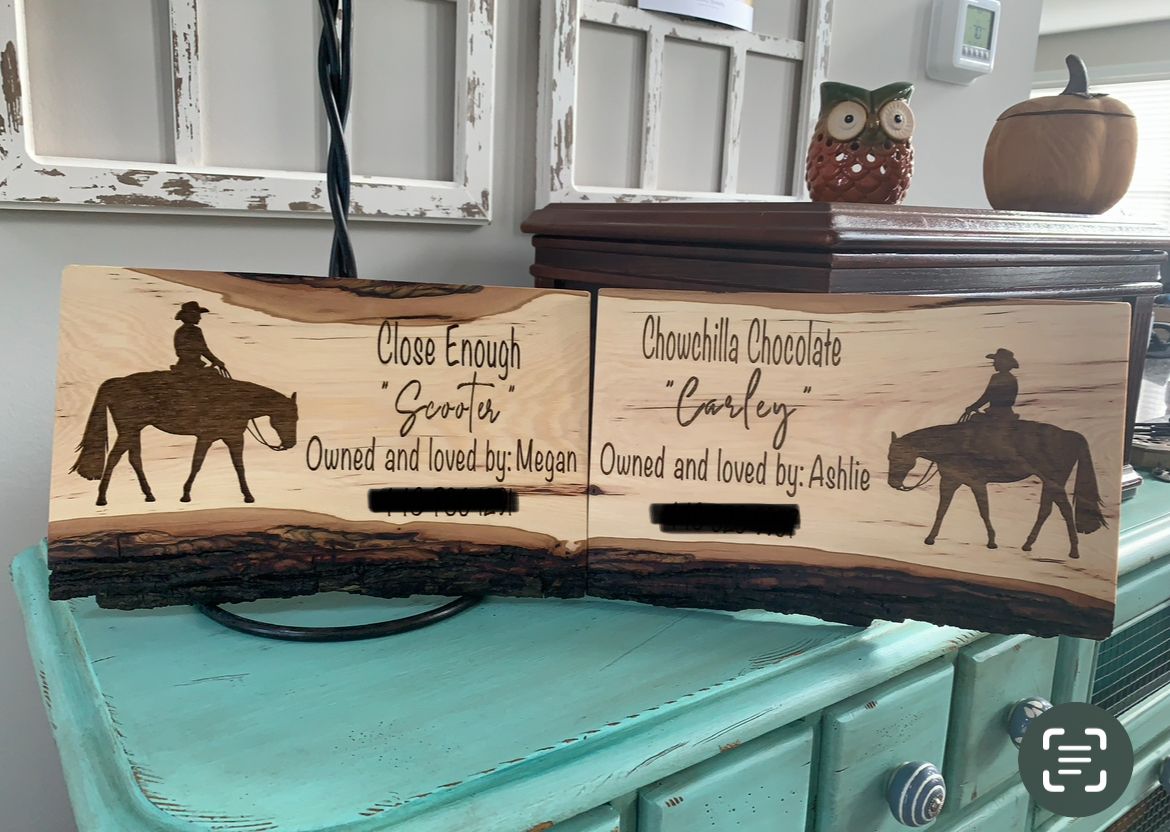 Close Enough
"Scooter"
Owned and loved by: Megan
Chowchilla Chocolate
"Carley"
Owned and loved by: Ashlie